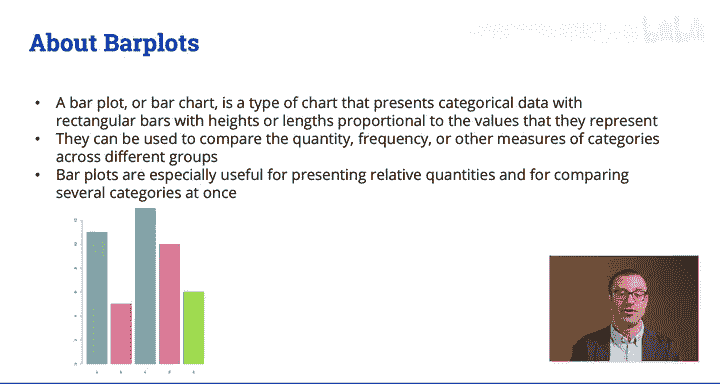 About Barplots
• A bar plot, or bar chart, is a type of chart that presents categorical data with
rectangular bars with heights or lengths proportional to the values that they represent
• They can be used to compare the quantity, frequency, or other measures of categories
across different groups
• Bar plots are especially useful for presenting relative quantities and for comparing
several categories at once